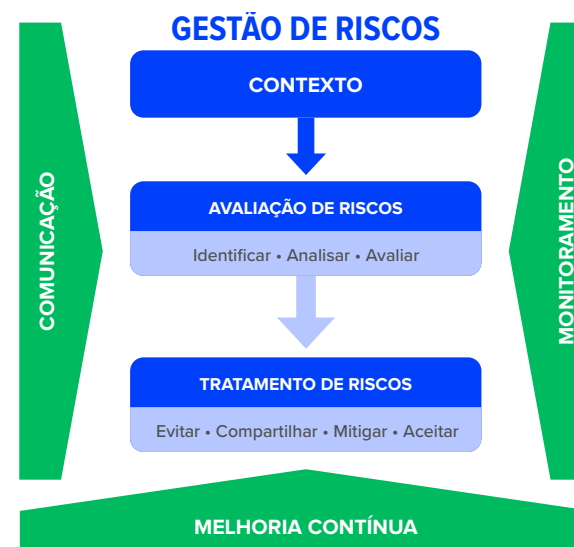 GESTÃO DE RISCOS
CONTEXTO
COMUNICAÇÃO
AVALIAÇÃO DE RISCOS
Identificar • Analisar • Avaliar
MONITORAMENTO
TRATAMENTO DE RISCOS
Evitar • Compartilhar • Mitigar • Aceitar
MELHORIA CONTÍNUA